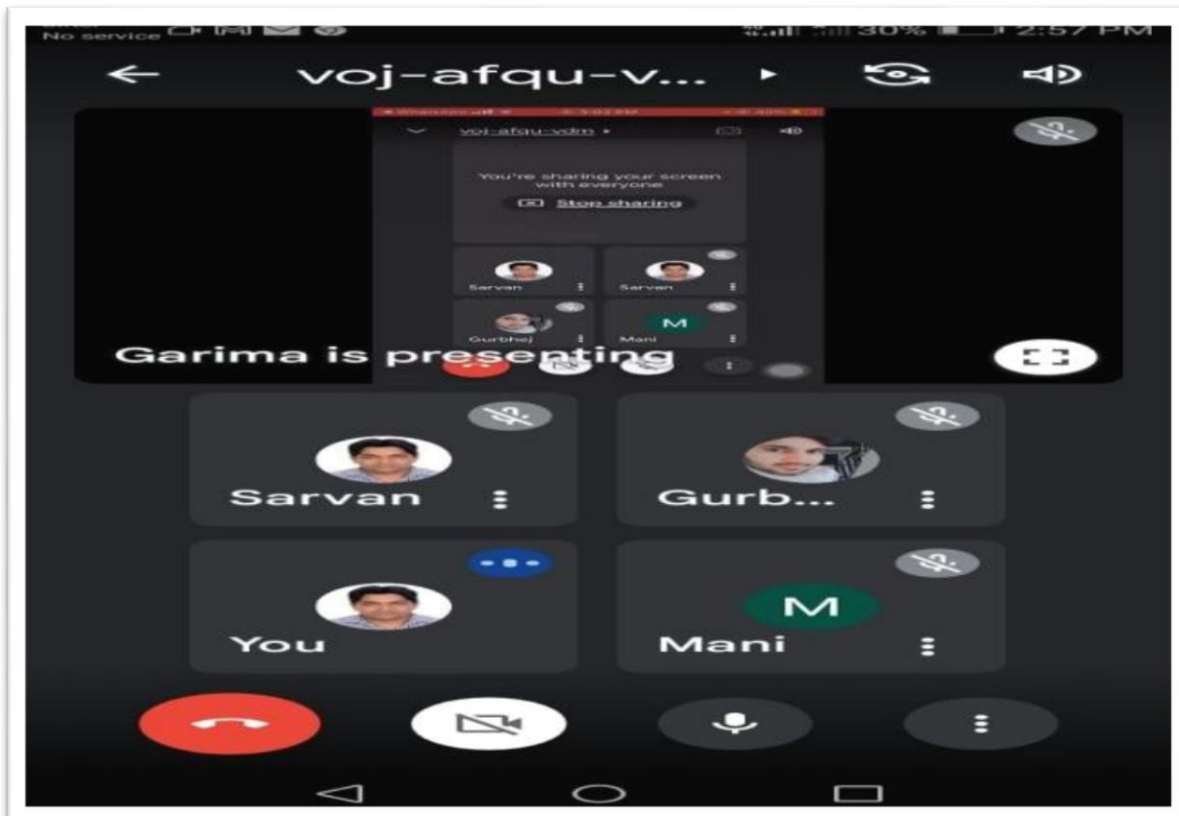 No service 30% 2:57 PM
voj-afqu-v...
voj-afqu-vdm
You're sharing your screen
with everyone
Stop sharing
Sarvan Sarvan
Gurbhej Mani
M
Garima is presenting
Sarvan Gurb...
M
You Mani